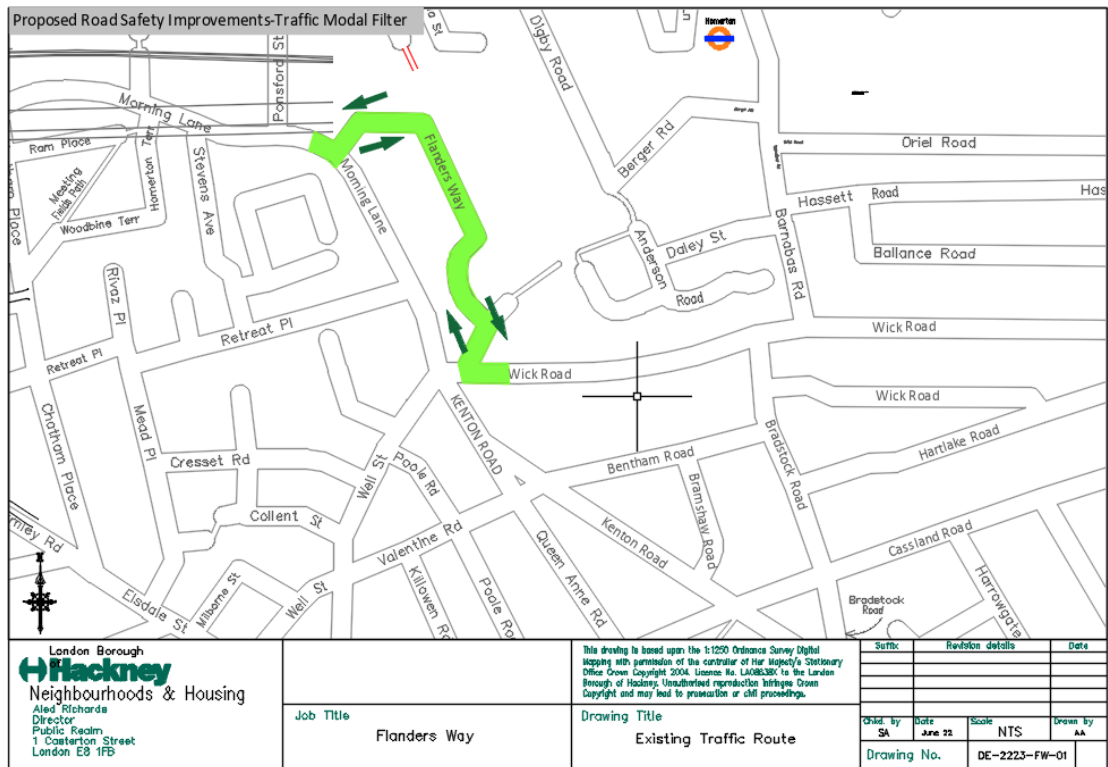 Proposed Road Safety Improvements-Traffic Modal Filter
Ponsford St
Digby Road
Homerton
Morning Lane
Ram Place
Homerton Terr
Stevens Ave
Meeting
Fields Path
Woodbine Terr
Place
Morning Lane
Flanders Way
Berger Rd
Oriel Road
Hassett Road
Has
Anderson
Road
Daley St
Barnabas Rd
Ballance Road
Rivaz Pl
Retreat Pl
Retreat Pl
Wick Road
Wick Road
Wick Road
Chatham Place
Mead Pl
Cresset Rd
Collent St
Well St
Poole Rd
KENTON ROAD
Bentham Road
Bramshaw Road
Bradstock Road
Hartlake Road
Valentine Rd
Kenton Road
Cassland Road
Queen Anne Rd
Killowen Rd
Poole Ro
Elsdale St
Milborne St
Well St
Harrowgate
Bradstock
Road
London Borough
of
Hackney
Neighbourhoods & Housing
Aled Richards
Director
Public Realm
1 Casterton Street
London E8 1FB
Job Title
Flanders Way
This drawing is based upon the 1:1250 Ordnance Survey Digital
Mapping with permission of the controller of Her Majesty's Stationary
Office Crown Copyright 2004. Licence No. LA08638X to the London
Borough of Hackney. Unauthorised reproduction infringes Crown
Copyright and may lead to prosecution or civil proceedings.
Drawing Title
Existing Traffic Route
Suffix Revision details Date
Chkd. by Date Scale Drawn by
SA June 22 NTS AA
Drawing No. DE-2223-FW-01